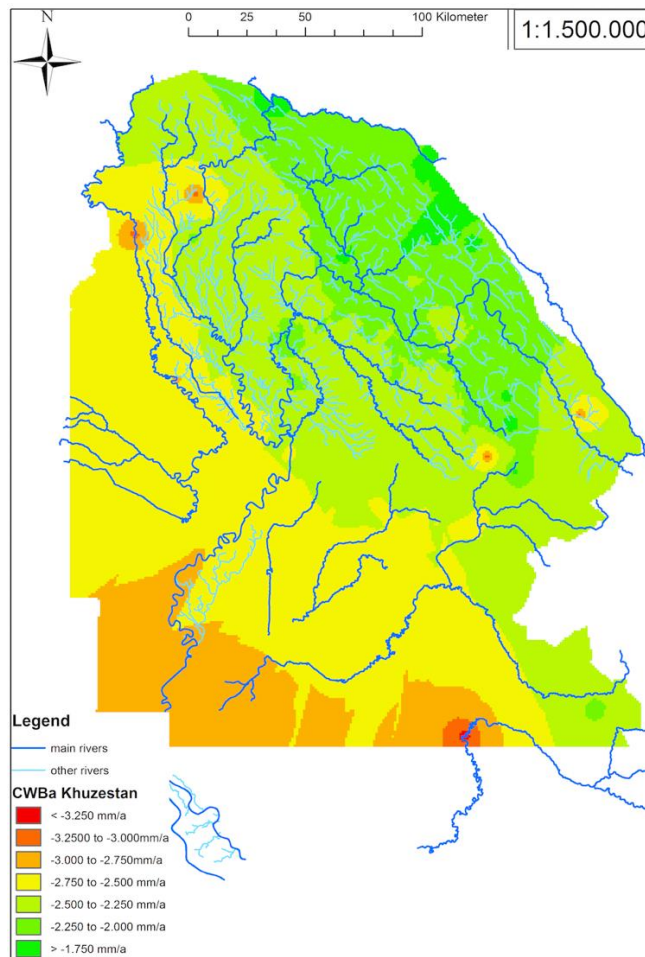 N
0 25 50 100 Kilometer
1:1.500.000
Legend
main rivers
other rivers
CWBa Khuzestan
< -3.250 mm/a
-3.2500 to -3.000mm/a
-3.000 to -2.750mm/a
-2.750 to -2.500 mm/a
-2.500 to -2.250 mm/a
-2.250 to -2.000 mm/a
> -1.750 mm/a